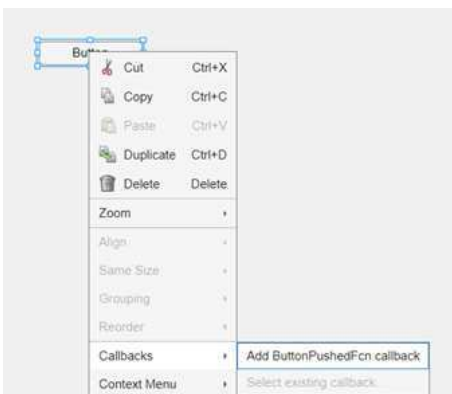 Button
Cut Ctrl+X
Copy Ctrl+C
Paste Ctrl+V
Duplicate Ctrl+D
Delete Delete
Zoom
Align
Same Size
Grouping
Reorder
Callbacks
Add ButtonPushedFcn callback
Context Menu
Select existing callback...